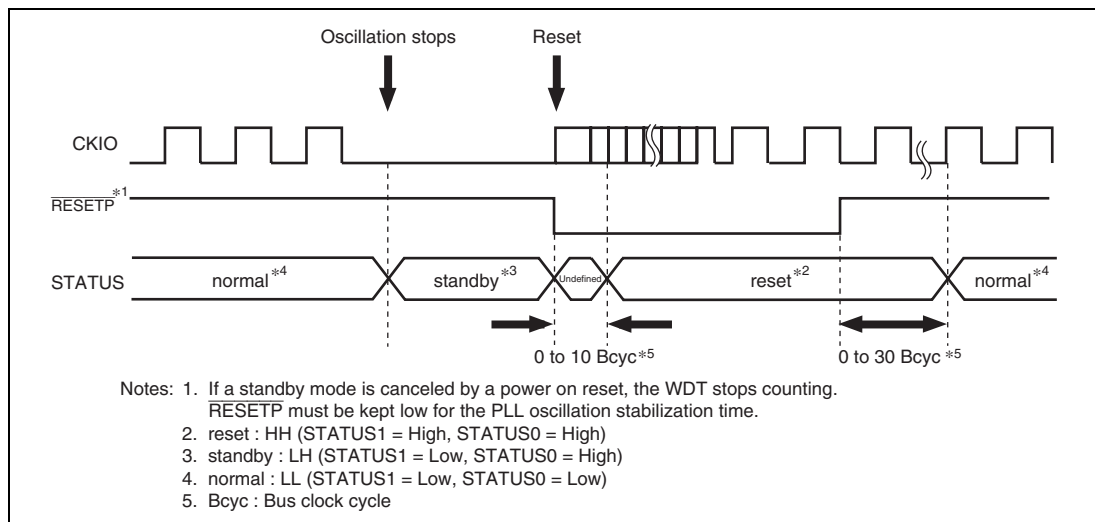 Oscillation stops Reset
CKIO
RESETP*1
STATUS normal*4 standby*3 Undefined reset*2 normal*4
0 to 10 Bcyc*5 0 to 30 Bcyc *5
Notes: 1. If a standby mode is canceled by a power on reset, the WDT stops counting.
RESETP must be kept low for the PLL oscillation stabilization time.
2. reset : HH (STATUS1 = High, STATUS0 = High)
3. standby : LH (STATUS1 = Low, STATUS0 = High)
4. normal : LL (STATUS1 = Low, STATUS0 = Low)
5. Bcyc : Bus clock cycle